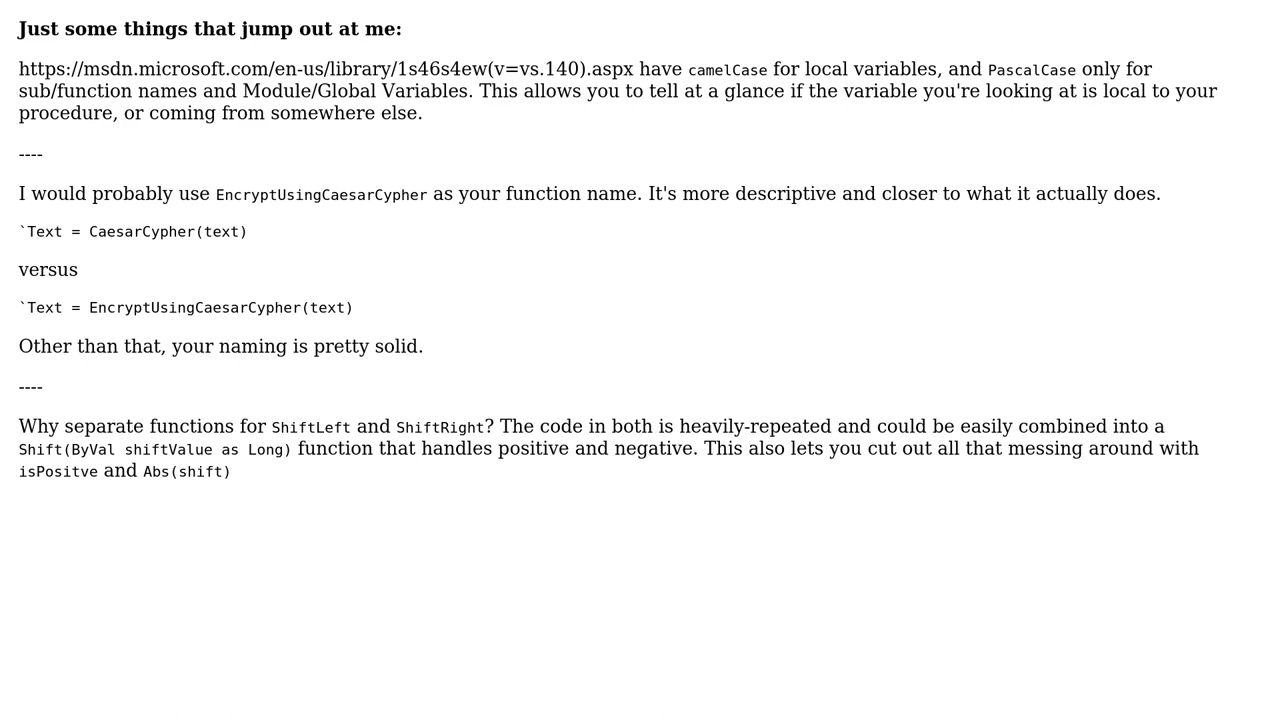 Just some things that jump out at me:
https://msdn.microsoft.com/en-us/library/1s46s4ew(v=vs.140).aspx have camelCase for local variables, and PascalCase only for
sub/function names and Module/Global Variables. This allows you to tell at a glance if the variable you're looking at is local to your
procedure, or coming from somewhere else.
----
I would probably use EncryptUsingCaesarCypher as your function name. It's more descriptive and closer to what it actually does.
`Text = CaesarCypher(text)
versus
`Text = EncryptUsingCaesarCypher(text)
Other than that, your naming is pretty solid.
----
Why separate functions for ShiftLeft and ShiftRight? The code in both is heavily-repeated and could be easily combined into a
Shift(ByVal shiftValue as Long) function that handles positive and negative. This also lets you cut out all that messing around with
isPositve and Abs(shift)